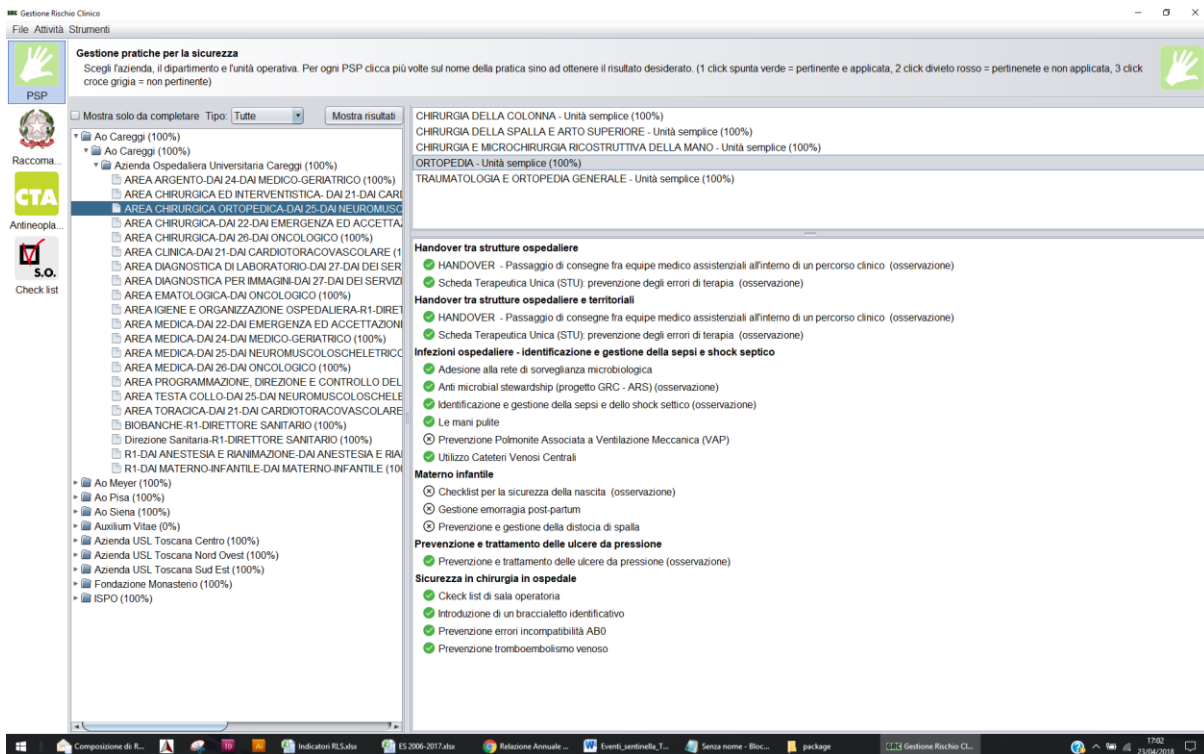 GRC Gestione Rischio Clinico
File Attività Strumenti
PSP
Raccoma...
CTA
Antineopla...
S.O.
Check list
Gestione pratiche per la sicurezza
Scegli l'azienda, il dipartimento e l'unità operativa. Per ogni PSP clicca più volte sul nome della pratica sino ad ottenere il risultato desiderato. (1 click spunta verde = pertinente e applicata, 2 click divieto rosso = pertinenete e non applicata, 3 click
croce grigia = non pertinente)
Mostra solo da completare Tipo: Tutte Mostra risultati
Ao Careggi (100%)
Ao Careggi (100%)
Azienda Ospedaliera Universitaria Careggi (100%)
AREA ARGENTO-DAI 24-DAI MEDICO-GERIATRICO (100%)
AREA CHIRURGICA ED INTERVENTISTICA- DAI 21-DAI CARI
AREA CHIRURGICA ORTOPEDICA-DAI 25-DAI NEUROMUSC
AREA CHIRURGICA-DAI 22-DAI EMERGENZA ED ACCETTA
AREA CHIRURGICA-DAI 26-DAI ONCOLOGICO (100%)
AREA CLINICA-DAI 21-DAI CARDIOTORACOVASCOLARE (1
AREA DIAGNOSTICA DI LABORATORIO-DAI 27-DAI DEI SER
AREA DIAGNOSTICA PER IMMAGINI-DAI 27-DAI DEI SERVIZI
AREA EMATOLOGICA-DAI ONCOLOGICO (100%)
AREA IGIENE E ORGANIZZAZIONE OSPEDALIERA-R1-DIRET
AREA MEDICA-DAI 22-DAI EMERGENZA ED ACCETTAZIONI
AREA MEDICA-DAI 24-DAI MEDICO-GERIATRICO (100%)
AREA MEDICA-DAI 25-DAI NEUROMUSCOLOSCHELETRICO
AREA MEDICA-DAI 26-DAI ONCOLOGICO (100%)
AREA PROGRAMMAZIONE, DIREZIONE E CONTROLLO DEL
AREA TESTA COLLO-DAI 25-DAI NEUROMUSCOLOSCHELE
AREA TORACICA-DAI 21-DAI CARDIOTORACOVASCOLARE
BIOBANCHE-R1-DIRETTORE SANITARIO (100%)
Direzione Sanitaria-R1-DIRETTORE SANITARIO (100%)
R1-DAI ANESTESIA E RIANIMAZIONE-DAI ANESTESIA E RIA
R1-DAI MATERNO-INFANTILE-DAI MATERNO-INFANTILE (10
Ao Meyer (100%)
Ao Pisa (100%)
Ao Siena (100%)
Auxilium Vitae (0%)
Azienda USL Toscana Centro (100%)
Azienda USL Toscana Nord Ovest (100%)
Azienda USL Toscana Sud Est (100%)
Fondazione Monasterio (100%)
ISPO (100%)
CHIRURGIA DELLA COLONNA - Unità semplice (100%)
CHIRURGIA DELLA SPALLA E ARTO SUPERIORE - Unità semplice (100%)
CHIRURGIA E MICROCHIRURGIA RICOSTRUTTIVA DELLA MANO - Unità semplice (100%)
ORTOPEDIA - Unità semplice (100%)
TRAUMATOLOGIA E ORTOPEDIA GENERALE - Unità semplice (100%)
Handover tra strutture ospedaliere
HANDOVER - Passaggio di consegne fra equipe medico assistenziali all'interno di un percorso clinico (osservazione)
Scheda Terapeutica Unica (STU): prevenzione degli errori di terapia (osservazione)
Handover tra strutture ospedaliere e territoriali
HANDOVER - Passaggio di consegne fra equipe medico assistenziali all'interno di un percorso clinico (osservazione)
Scheda Terapeutica Unica (STU): prevenzione degli errori di terapia (osservazione)
Infezioni ospedaliere - identificazione e gestione della sepsi e shock septico
Adesione alla rete di sorveglianza microbiologica
Anti microbial stewardship (progetto GRC - ARS) (osservazione)
Identificazione e gestione della sepsi e dello shock settico (osservazione)
Le mani pulite
Prevenzione Polmonite Associata a Ventilazione Meccanica (VAP)
Utilizzo Cateteri Venosi Centrali
Materno infantile
Checklist per la sicurezza della nascita (osservazione)
Gestione emorragia post-partum
Prevenzione e gestione della distocia di spalla
Prevenzione e trattamento delle ulcere da pressione
Prevenzione e trattamento delle ulcere da pressione (osservazione)
Sicurezza in chirurgia in ospedale
Ckeck list di sala operatoria
Introduzione di un braccialetto identificativo
Prevenzione errori incompatibilità AB0
Prevenzione tromboembolismo venoso
Composizione di: R... Indicatori RLS.xlsx ES 2006-2017.xlsx Relazione Annuale ... Eventi_sentinella_T... Senza nome - Bloc... package GRC Gestione Rischio Cl... 17:02
23/04/2018